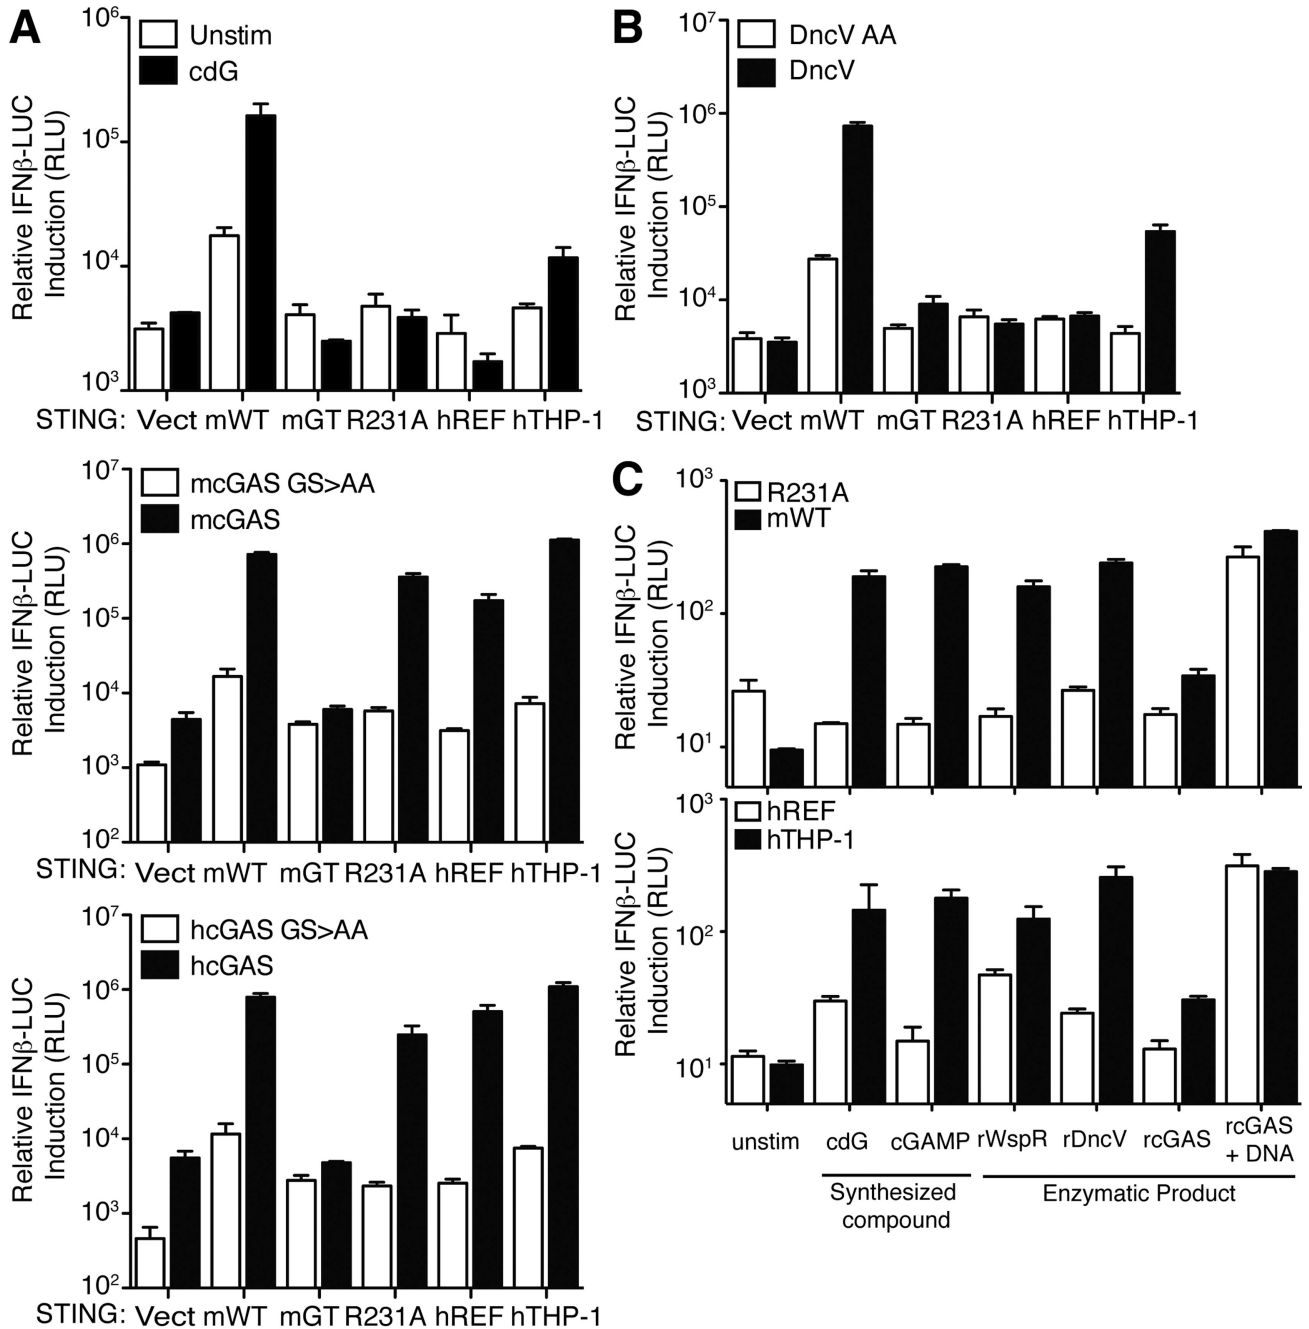 A
10⁶
Unstim
cdG
10⁵
10⁴
10³
Relative IFNβ-LUC
Induction (RLU)
STING: Vect mWT mGT R231A hREF hTHP-1
10⁷
mcGAS GS>AA
mcGAS
10⁶
10⁵
10⁴
10³
10²
Relative IFNβ-LUC
Induction (RLU)
STING: Vect mWT mGT R231A hREF hTHP-1
10⁷
hcGAS GS>AA
hcGAS
10⁶
10⁵
10⁴
10³
10²
Relative IFNβ-LUC
Induction (RLU)
STING: Vect mWT mGT R231A hREF hTHP-1
B
10⁷
DncV AA
DncV
10⁶
10⁵
10⁴
10³
Relative IFNβ-LUC
Induction (RLU)
STING: Vect mWT mGT R231A hREF hTHP-1
C
10³
R231A
mWT
10²
10¹
Relative IFNβ-LUC
Induction (RLU)
10³
hREF
hTHP-1
10²
10¹
Relative IFNβ-LUC
Induction (RLU)
unstim cdG cGAMP rWspR rDncV rcGAS rcGAS
+ DNA
Synthesized
compound
Enzymatic Product